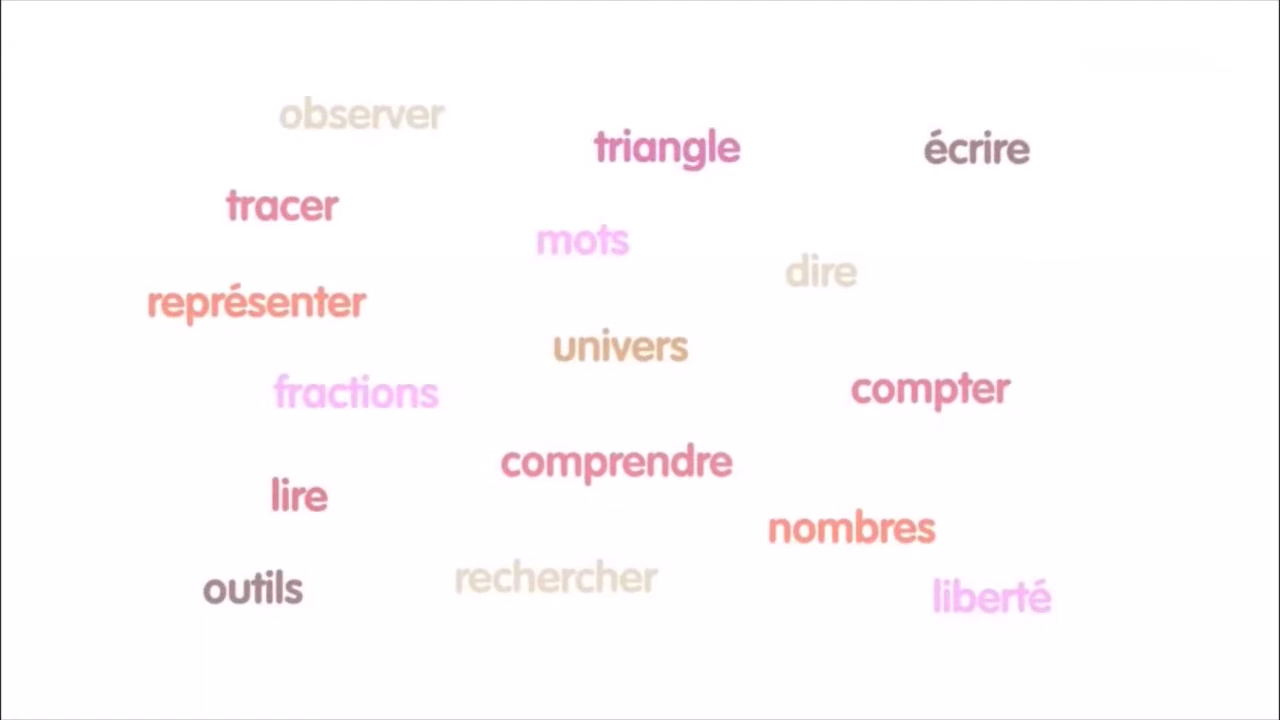 observer
triangle
écrire
tracer
mots
dire
représenter
univers
fractions
compter
comprendre
lire
nombres
rechercher
outils
liberté